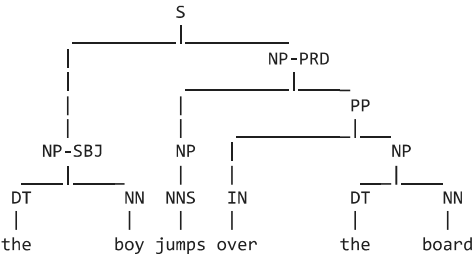 S
NP-PRD
PP
NP-SBJ NP NP
DT NN NNS IN DT NN
the boy jumps over the board